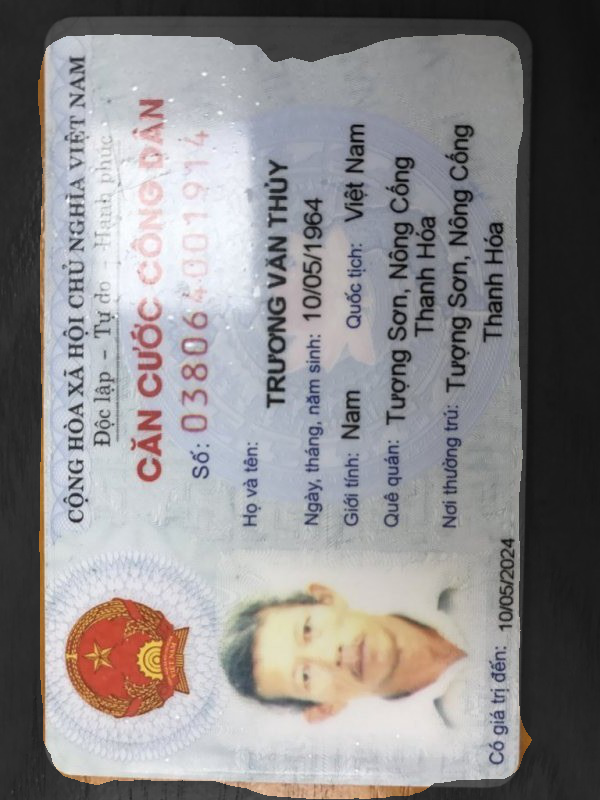 CỘNG HÒA XÃ HỘI CHỦ NGHĨA VIỆT NAM
Độc lập - Tự do - Hạnh phúc
CĂN CƯỚC CÔNG DÂN
Số: 038064001914
Họ và tên:
TRƯƠNG VĂN THỦY
Ngày, tháng, năm sinh: 10/05/1964
Giới tính: Nam Quốc tịch: Việt Nam
Quê quán: Tượng Sơn, Nông Cống
Thanh Hóa
Nơi thường trú: Tượng Sơn, Nông Cống
Thanh Hóa
Có giá trị đến: 10/05/2024